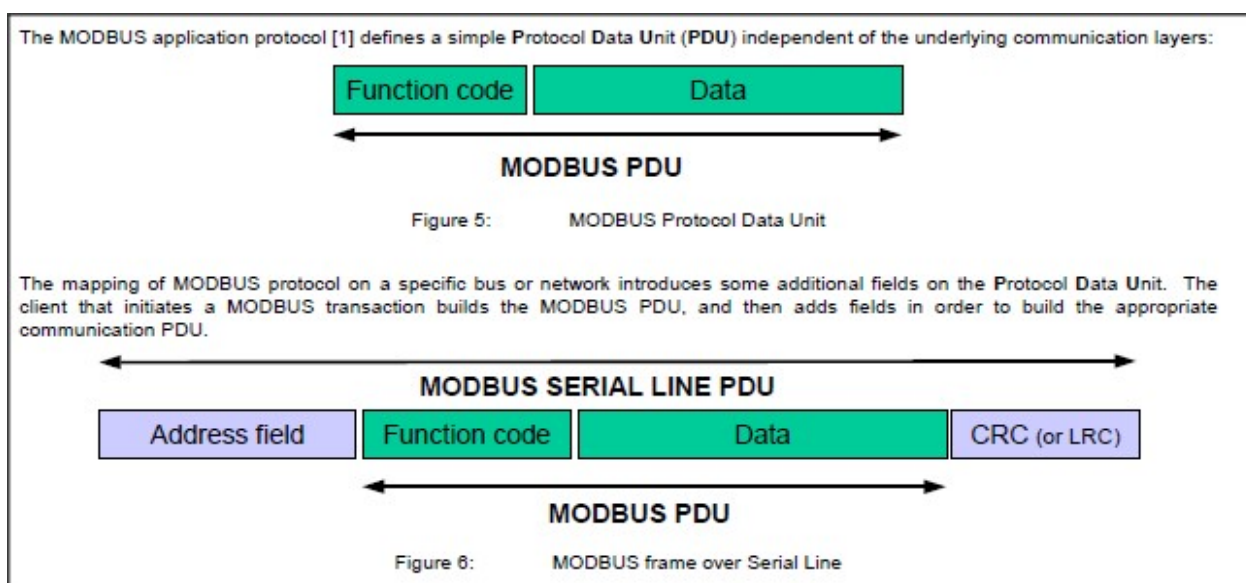 The MODBUS application protocol [1] defines a simple Protocol Data Unit (PDU) independent of the underlying communication layers:
Function code Data
MODBUS PDU
Figure 5: MODBUS Protocol Data Unit
The mapping of MODBUS protocol on a specific bus or network introduces some additional fields on the Protocol Data Unit. The
client that initiates a MODBUS transaction builds the MODBUS PDU, and then adds fields in order to build the appropriate
communication PDU.
MODBUS SERIAL LINE PDU
Address field Function code Data CRC (or LRC)
MODBUS PDU
Figure 6: MODBUS frame over Serial Line